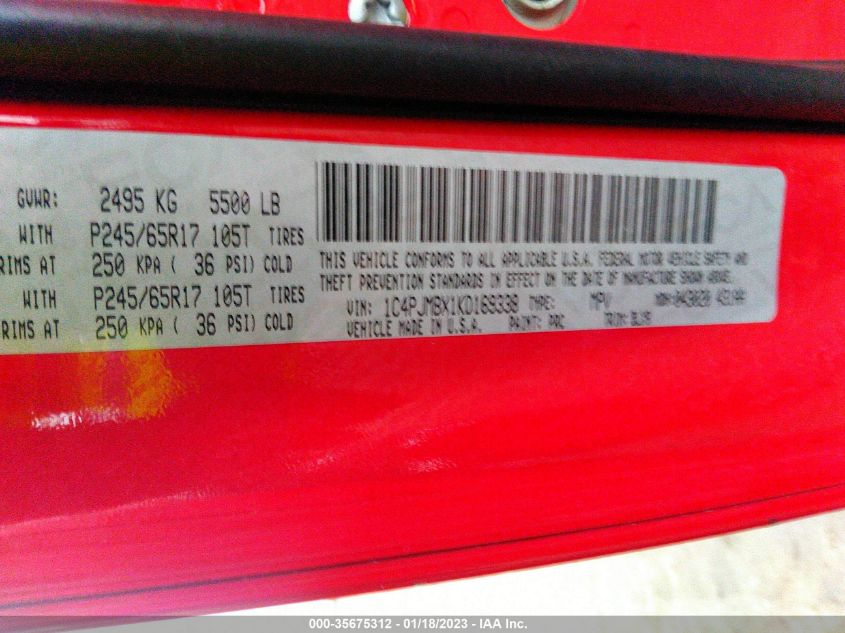 GVWR: 2495 KG 5500 LB
WITH P245/65R17 105T TIRES
RIMS AT 250 KPA ( 36 PSI) COLD
WITH P245/65R17 105T TIRES
RIMS AT 250 KPA ( 36 PSI) COLD
THIS VEHICLE CONFORMS TO ALL APPLICABLE U.S.A. FEDERAL MOTOR VEHICLE SAFETY AND
THEFT PREVENTION STANDARDS IN EFFECT ON THE DATE OF MANUFACTURE SHOWN ABOVE.
VIN: 1C4PJMBX1KD169338 TYPE: MPV
VEHICLE MADE IN U.S.A. PAINT: PRC TRIM:
000-35675312 - 01/18/2023 - IAA Inc.